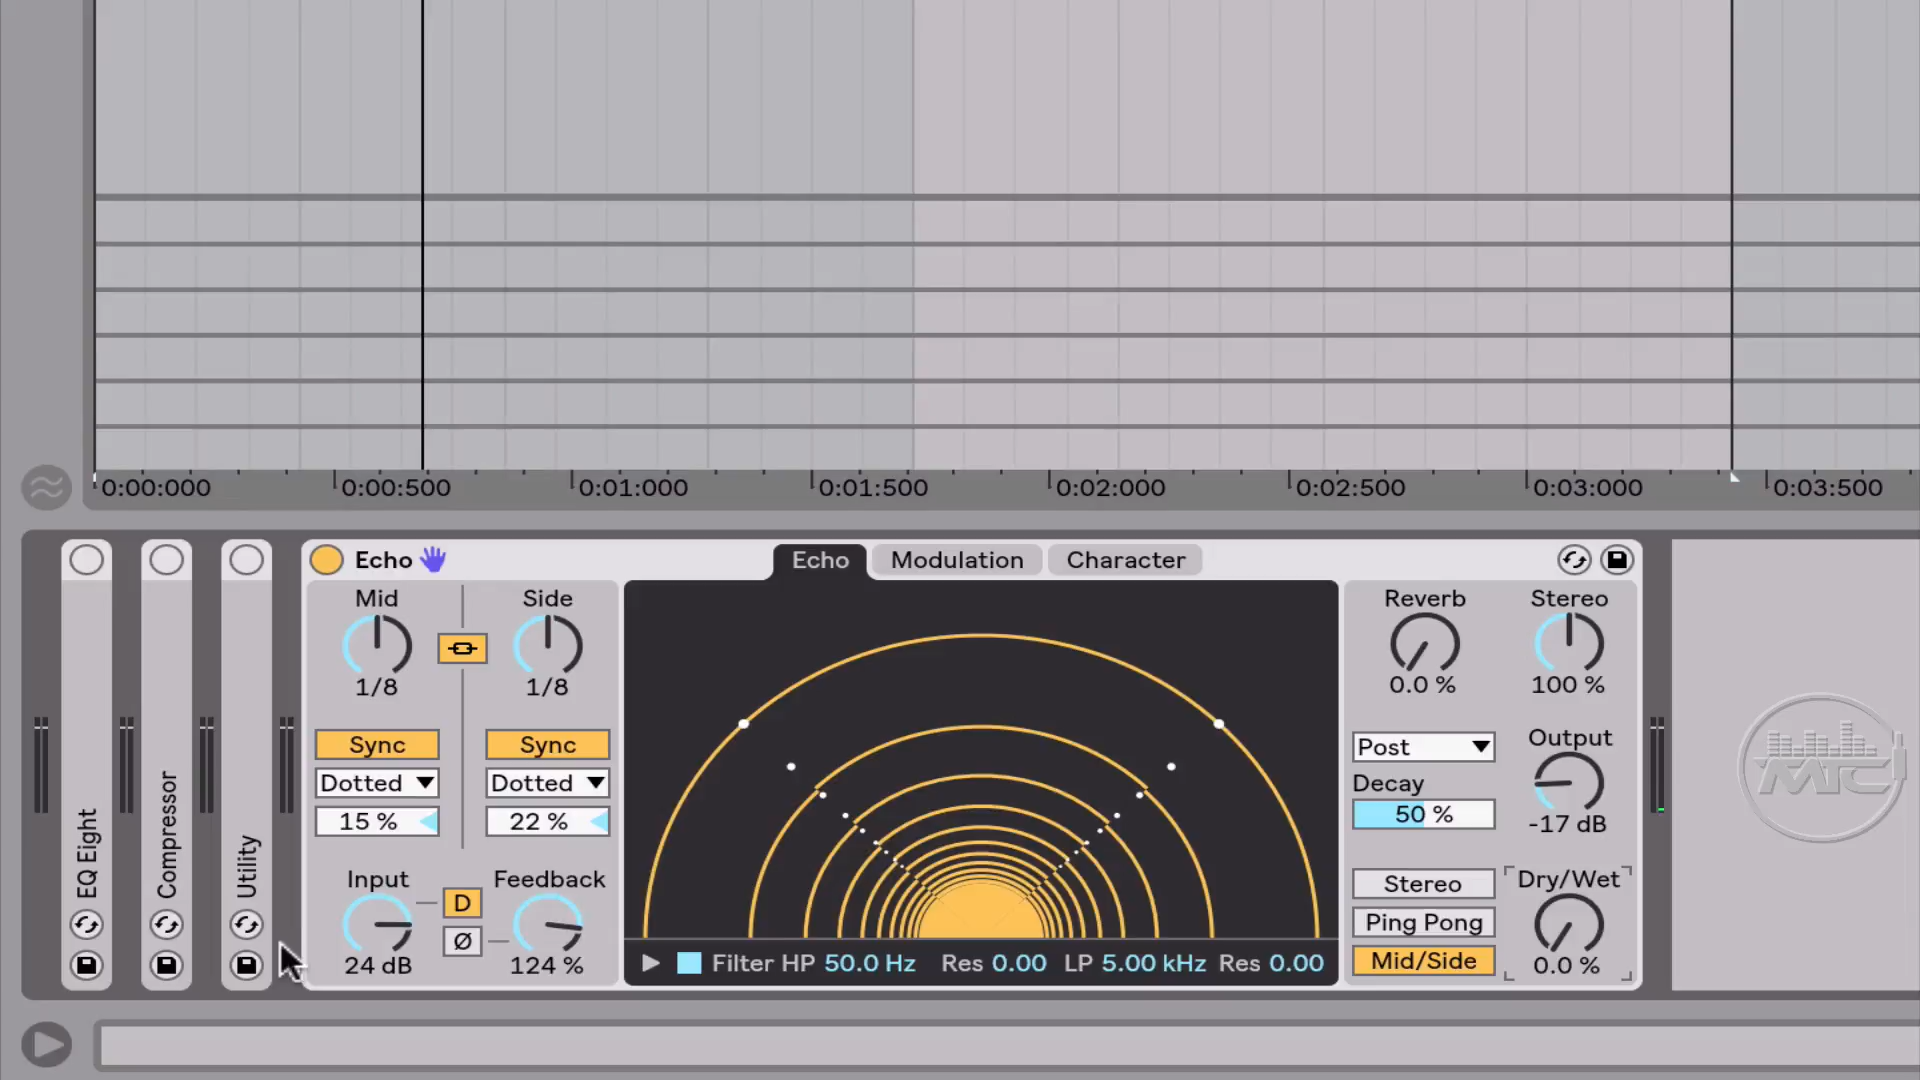 0:00:000 0:00:500 0:01:000 0:01:500 0:02:000 0:02:500 0:03:000 0:03:500
EQ Eight
Compressor
Utility
Echo
Echo Modulation Character
Mid Side
1/8 1/8
Sync Sync
Dotted Dotted
15 % 22 %
Input D Feedback
Ø
24 dB 124 %
Filter HP 50.0 Hz Res 0.00 LP 5.00 kHz Res 0.00
Reverb Stereo
0.0 % 100 %
Post Output
Decay
50 % -17 dB
Stereo Dry/Wet
Ping Pong
Mid/Side 0.0 %
MTC